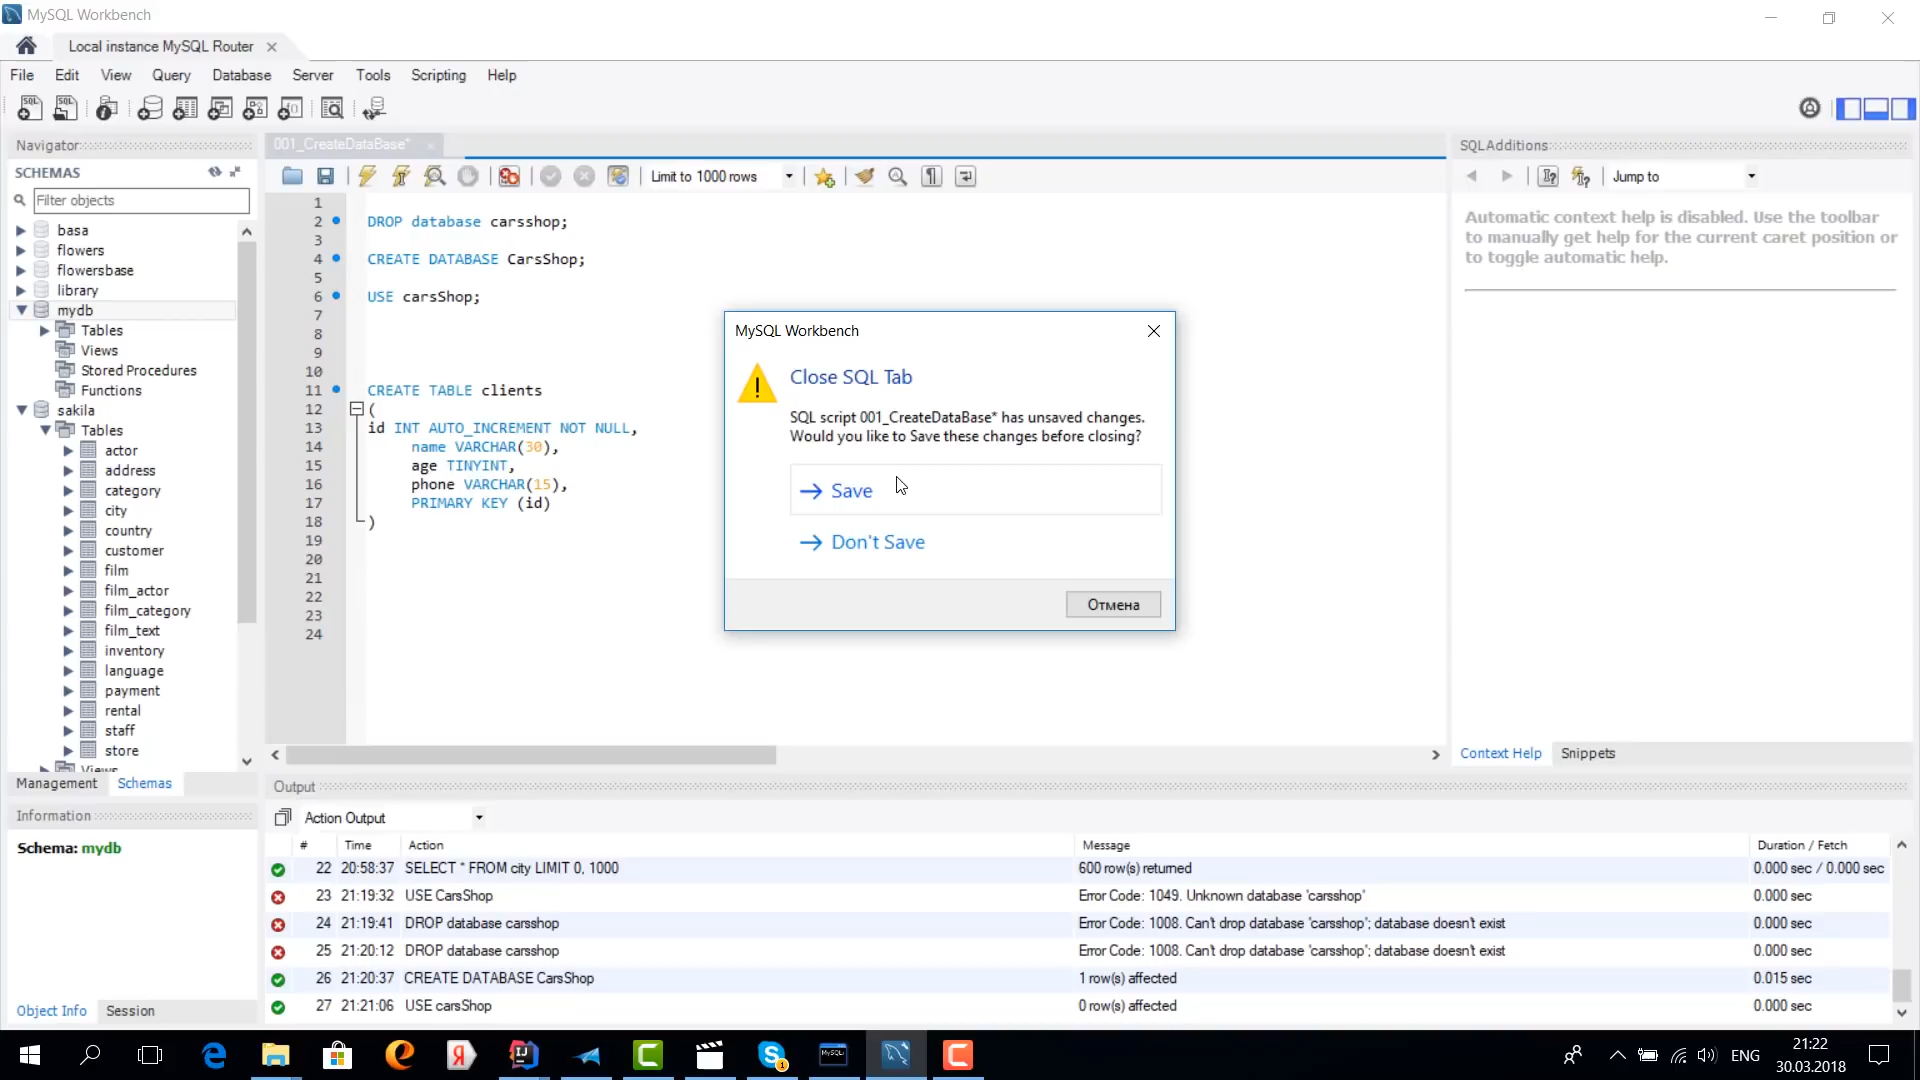 MySQL Workbench
Local instance MySQL Router
File Edit View Query Database Server Tools Scripting Help
Navigator
SCHEMAS
Filter objects
basa
flowers
flowersbase
library
mydb
Tables
Views
Stored Procedures
Functions
sakila
Tables
actor
address
category
city
country
customer
film
film_actor
film_category
film_text
inventory
language
payment
rental
staff
store
Views
Management Schemas
Information
Schema: mydb
Object Info Session
001_CreateDataBase*
Limit to 1000 rows
1
2 DROP database carsshop;
3
4 CREATE DATABASE CarsShop;
5
6 USE carsShop;
7
8
9
10
11 CREATE TABLE clients
12 (
13 id INT AUTO_INCREMENT NOT NULL,
14 name VARCHAR(30),
15 age TINYINT,
16 phone VARCHAR(15),
17 PRIMARY KEY (id)
18 )
19
20
21
22
23
24
MySQL Workbench
Close SQL Tab
SQL script 001_CreateDataBase* has unsaved changes.
Would you like to Save these changes before closing?
Save
Don't Save
Отмена
SQLAdditions
Jump to
Automatic context help is disabled. Use the toolbar
to manually get help for the current caret position or
to toggle automatic help.
Context Help Snippets
Output
Action Output
# Time Action Message Duration / Fetch
22 20:58:37 SELECT * FROM city LIMIT 0, 1000 600 row(s) returned 0.000 sec / 0.000 sec
23 21:19:32 USE CarsShop Error Code: 1049. Unknown database 'carsshop' 0.000 sec
24 21:19:41 DROP database carsshop Error Code: 1008. Can't drop database 'carsshop'; database doesn't exist 0.000 sec
25 21:20:12 DROP database carsshop Error Code: 1008. Can't drop database 'carsshop'; database doesn't exist 0.000 sec
26 21:20:37 CREATE DATABASE CarsShop 1 row(s) affected 0.015 sec
27 21:21:06 USE carsShop 0 row(s) affected 0.000 sec
ENG
21:22
30.03.2018